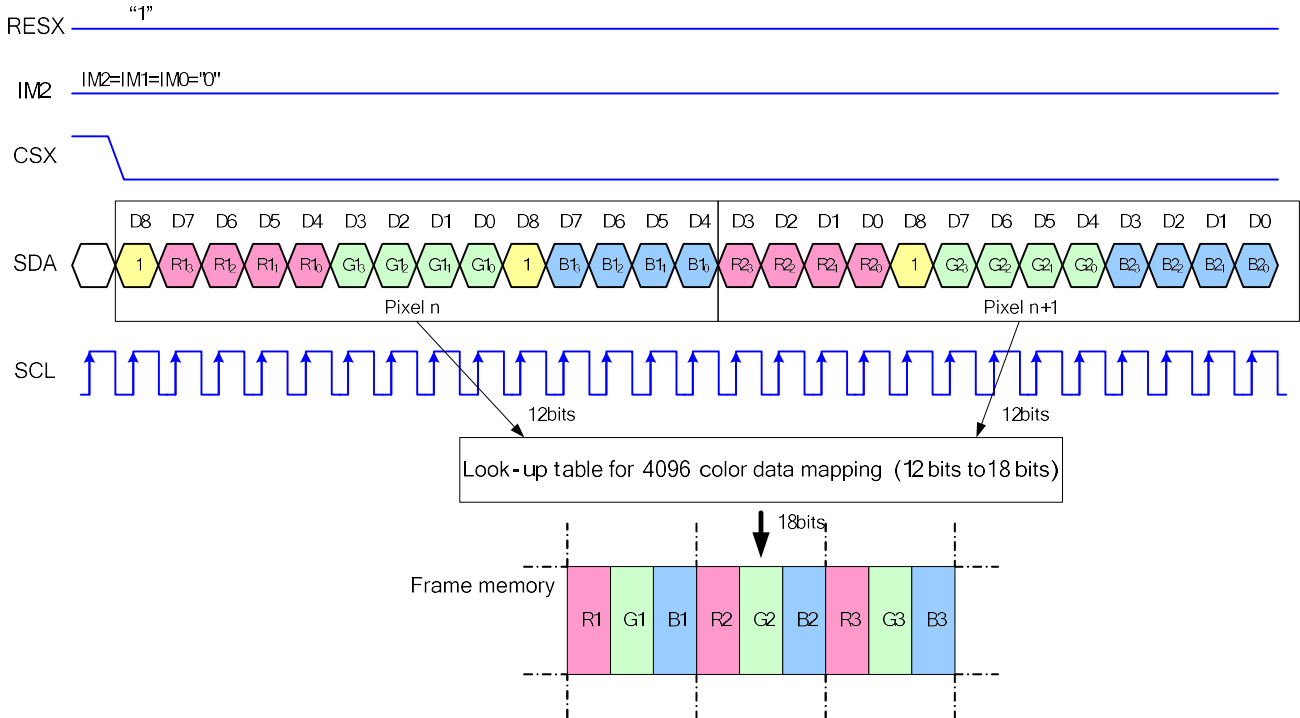 RESX "1"
IM2 IM2=IM1=IM0="0"
CSX
D8 D7 D6 D5 D4 D3 D2 D1 D0 D8 D7 D6 D5 D4 D3 D2 D1 D0 D8 D7 D6 D5 D4 D3 D2 D1 D0
SDA 1 R1₃ R1₂ R1₁ R1₀ G1₃ G1₂ G1₁ G1₀ 1 B1₃ B1₂ B1₁ B1₀ R2₃ R2₂ R2₁ R2₀ 1 G2₃ G2₂ G2₁ G2₀ B2₃ B2₂ B2₁ B2₀
Pixel n Pixel n+1
SCL
12bits 12bits
Look-up table for 4096 color data mapping (12 bits to 18 bits)
18bits
Frame memory
R1 G1 B1 R2 G2 B2 R3 G3 B3